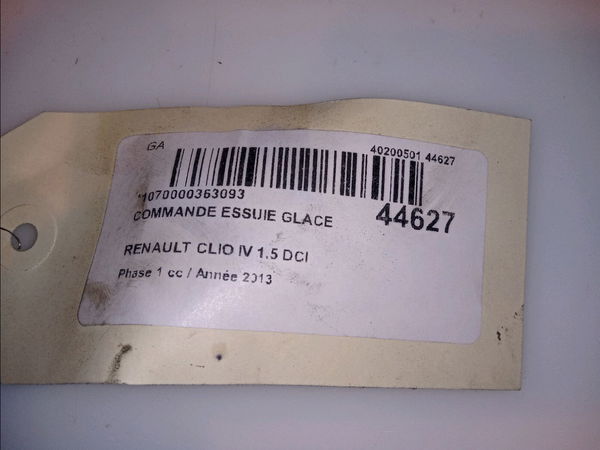 GA
40200501 44627
*1070000363093
44627
COMMANDE ESSUIE GLACE
RENAULT CLIO IV 1.5 DCI
Phase 1 cc / Année 2013